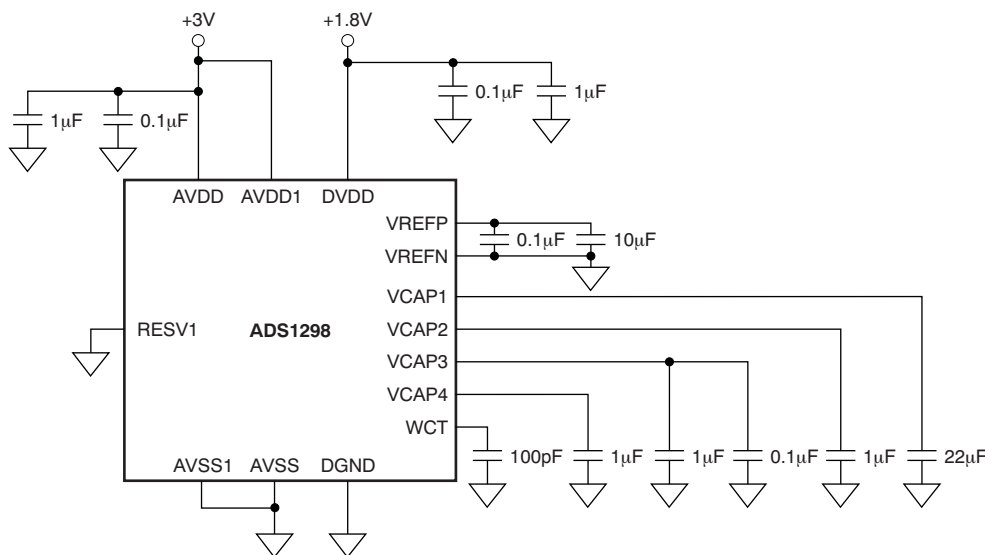 +3V
+1.8V
1μF
0.1μF
0.1μF
1μF
AVDD
AVDD1
DVDD
VREFP
0.1μF
10μF
VREFN
VCAP1
RESV1
ADS1298
VCAP2
VCAP3
VCAP4
WCT
100pF
1μF
1μF
0.1μF
1μF
22μF
AVSS1
AVSS
DGND